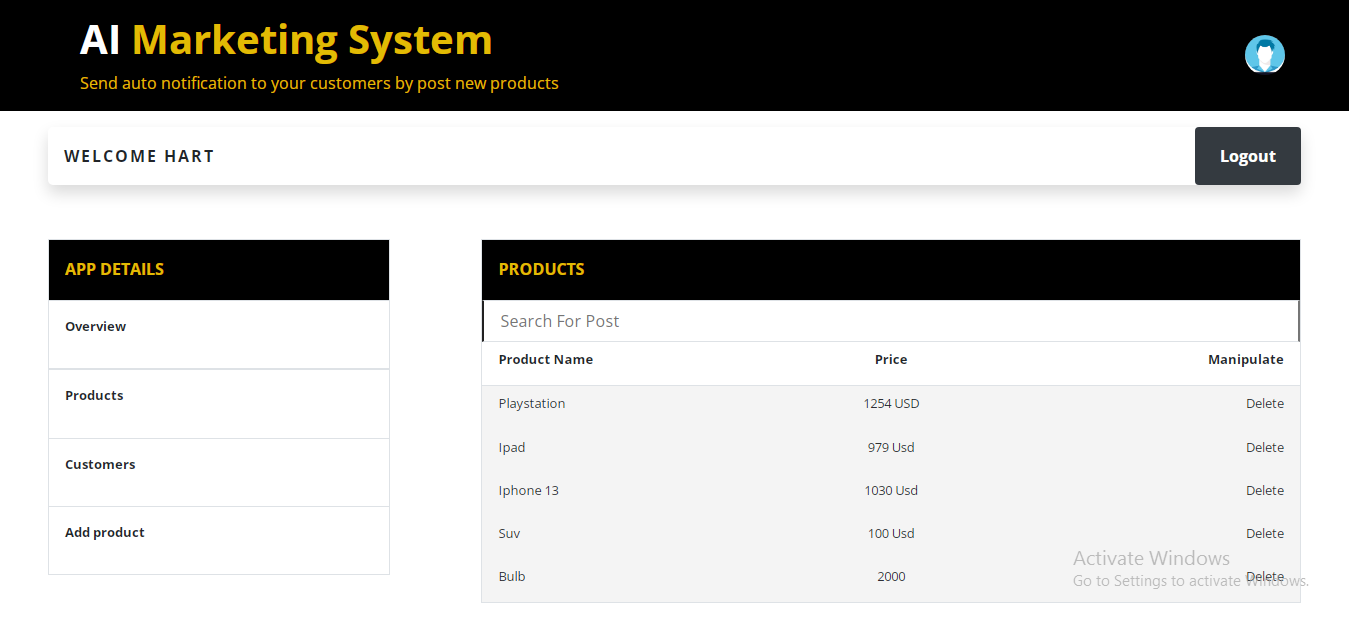 AI Marketing System
Send auto notification to your customers by post new products
WELCOME HART
Logout
APP DETAILS
Overview
Products
Customers
Add product
PRODUCTS
Search For Post
Product Name Price Manipulate
Playstation 1254 USD Delete
Ipad 979 Usd Delete
Iphone 13 1030 Usd Delete
Suv 100 Usd Delete
Bulb 2000 Delete
Activate Windows
Go to Settings to activate Windows.